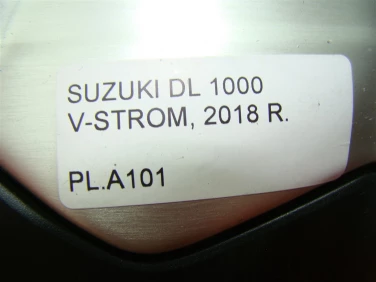 SUZUKI DL 1000
V-STROM, 2018 R.
PL.A101